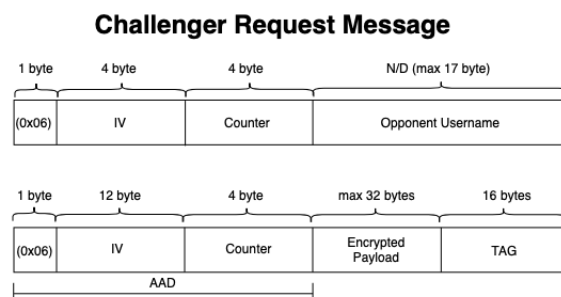 Challenger Request Message
1 byte 4 byte 4 byte N/D (max 17 byte)
(0x06) IV Counter Opponent Username
1 byte 12 byte 4 byte max 32 bytes 16 bytes
(0x06) IV Counter Encrypted Payload TAG
AAD